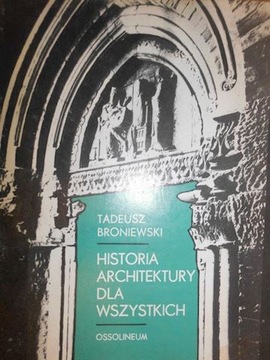 TADEUSZ
BRONIEWSKI
HISTORIA
ARCHITEKTURY
DLA
WSZYSTKICH
OSSOLINEUM